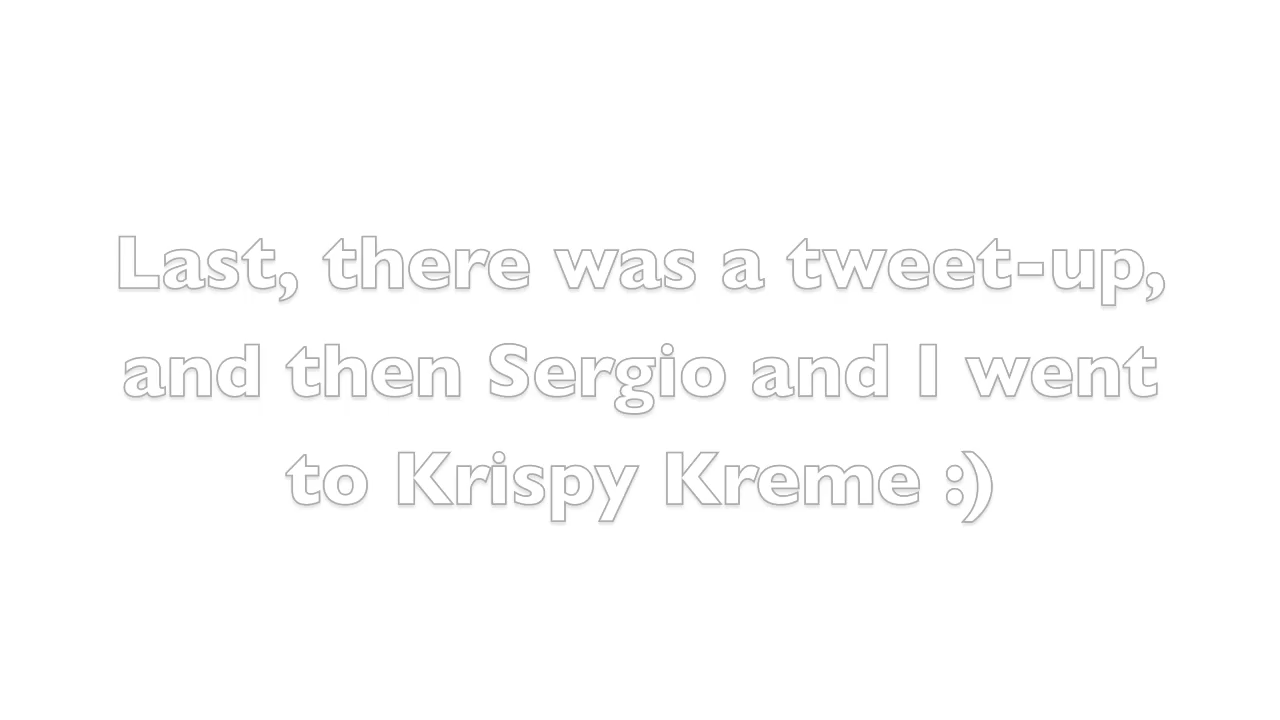 Last, there was a tweet-up,
and then Sergio and I went
to Krispy Kreme :)